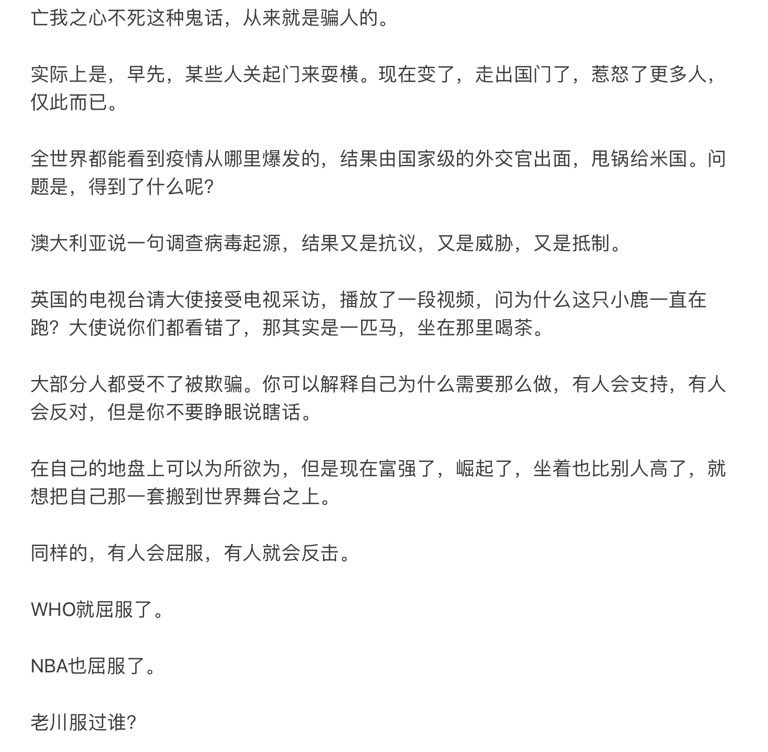 亡我之心不死这种鬼话，从来就是骗人的。
实际上是，早先，某些人关起门来耍横。现在变了，走出国门了，惹怒了更多人，
仅此而已。
全世界都能看到疫情从哪里爆发的，结果由国家级的外交官出面，甩锅给米国。问
题是，得到了什么呢？
澳大利亚说一句调查病毒起源，结果又是抗议，又是威胁，又是抵制。
英国的电视台请大使接受电视采访，播放了一段视频，问为什么这只小鹿一直在
跑？大使说你们都看错了，那其实是一匹马，坐在那里喝茶。
大部分人都受不了被欺骗。你可以解释自己为什么需要那么做，有人会支持，有人
会反对，但是你不要睁眼说瞎话。
在自己的地盘上可以为所欲为，但是现在富强了，崛起了，坐着也比别人高了，就
想把自己那一套搬到世界舞台之上。
同样的，有人会屈服，有人就会反击。
WHO就屈服了。
NBA也屈服了。
老川服过谁？